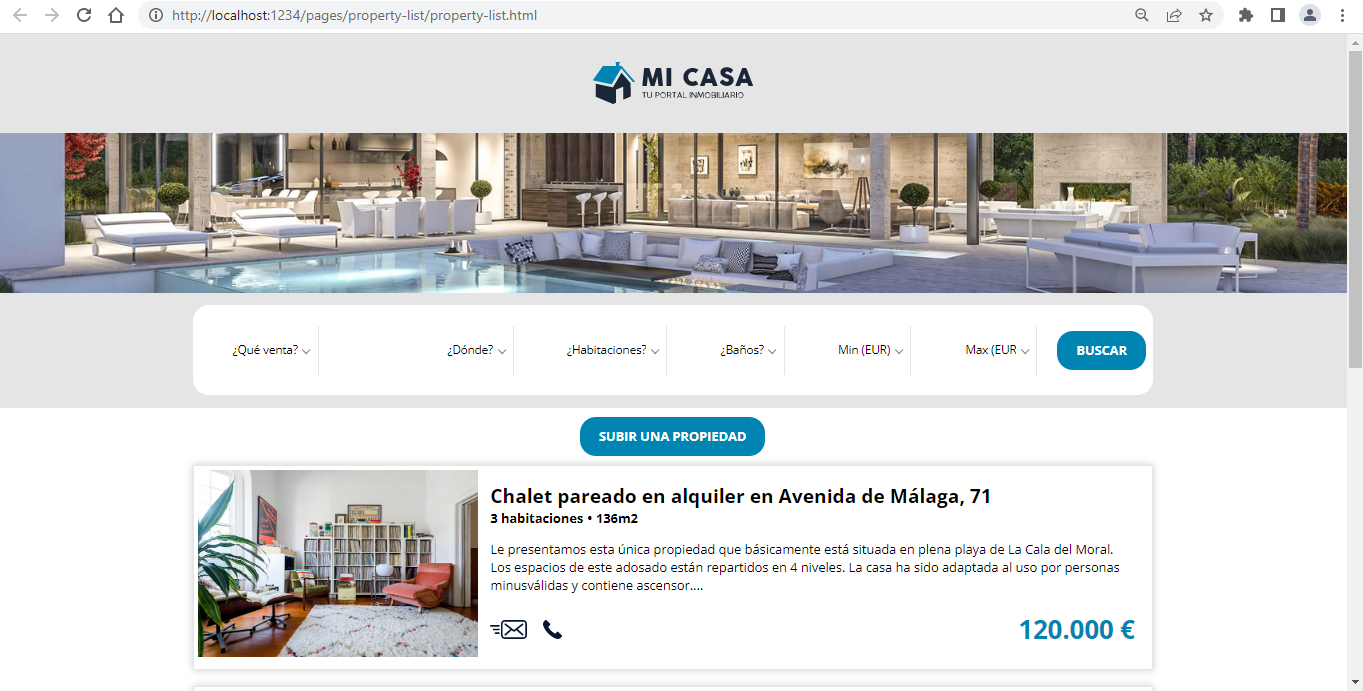 http://localhost:1234/pages/property-list/property-list.html
MI CASA
TU PORTAL INMOBILIARIO
¿Qué venta?
¿Dónde?
¿Habitaciones?
¿Baños?
Min (EUR)
Max (EUR
BUSCAR
SUBIR UNA PROPIEDAD
Chalet pareado en alquiler en Avenida de Málaga, 71
3 habitaciones • 136m2
Le presentamos esta única propiedad que básicamente está situada en plena playa de La Cala del Moral.
Los espacios de este adosado están repartidos en 4 niveles. La casa ha sido adaptada al uso por personas
minusválidas y contiene ascensor....
120.000 €